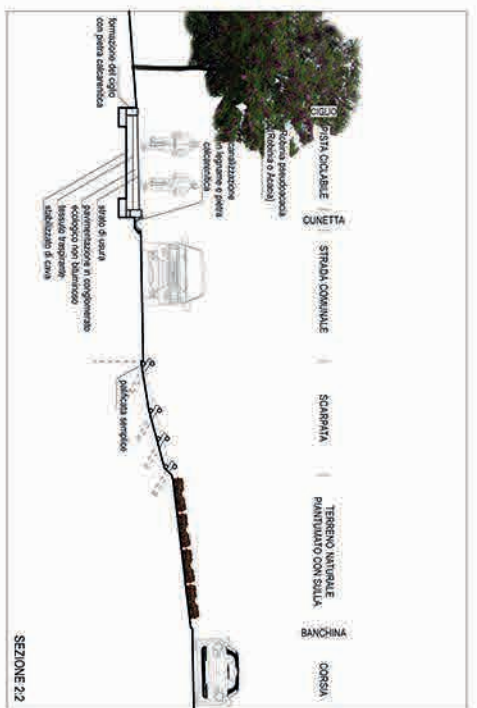 CIGLIO
PISTA CICLABILE
CUNETTA
STRADA COMUNALE
SCARPATA
TERRENO NATURALE
PIANTUMATO CON SULLA
BANCHINA
CORSIA
Robinia pseudoacacia
(Robinia o Acacia)
canalizzazione
in legname e pietra
calcarenitica
formazione del ciglio
con pietra calcarenitica
strato di usura
pavimentazione in conglomerato
ecologico non bituminoso
tessuto traspirante
stabilizzato di cava
palificata semplice
SEZIONE 2:2